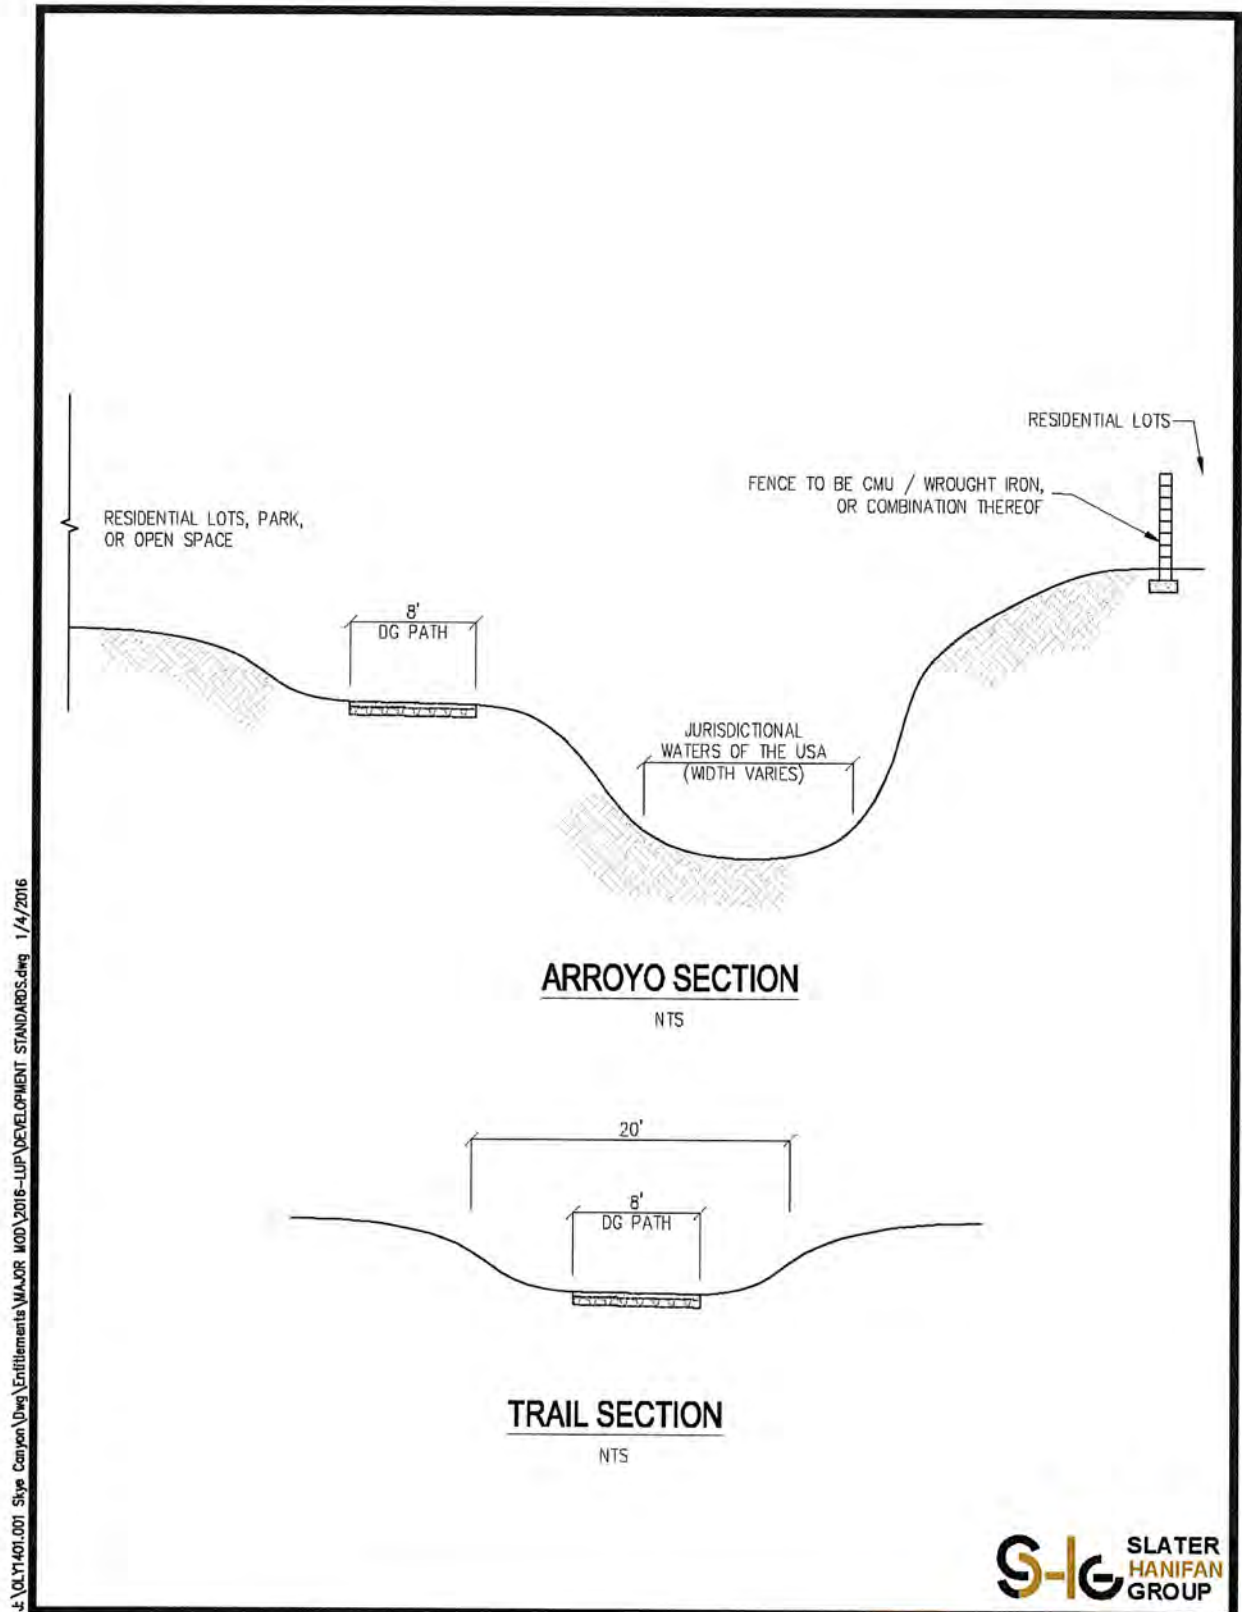 RESIDENTIAL LOTS
FENCE TO BE CMU / WROUGHT IRON,
OR COMBINATION THEREOF
RESIDENTIAL LOTS, PARK,
OR OPEN SPACE
8'
DG PATH
JURISDICTIONAL
WATERS OF THE USA
(WIDTH VARIES)
ARROYO SECTION
NTS
20'
8'
DG PATH
TRAIL SECTION
NTS
J:\OLY1401.001 Skye Canyon\Dwg\Entitlements\MAJOR MOD\2016-LUP\DEVELOPMENT STANDARDS.dwg 1/4/2016
SHG
SLATER
HANIFAN
GROUP